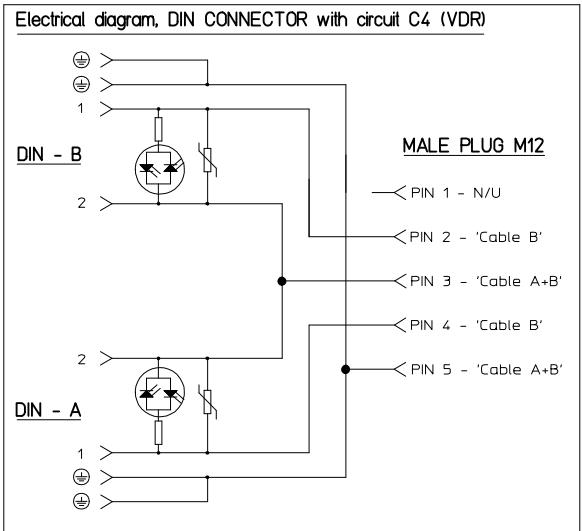 Electrical diagram, DIN CONNECTOR with circuit C4 (VDR)
1
DIN - B
2
MALE PLUG M12
PIN 1 - N/U
PIN 2 - 'Cable B'
PIN 3 - 'Cable A+B'
PIN 4 - 'Cable B'
PIN 5 - 'Cable A+B'
2
DIN - A
1